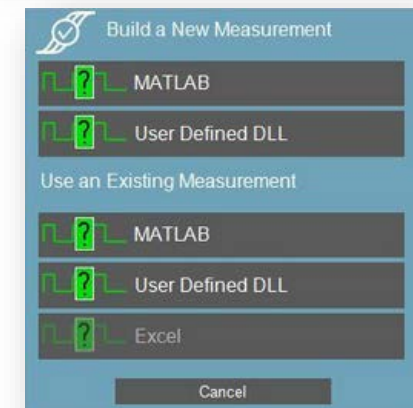 Build a New Measurement
? MATLAB
? User Defined DLL
Use an Existing Measurement
? MATLAB
? User Defined DLL
? Excel
Cancel